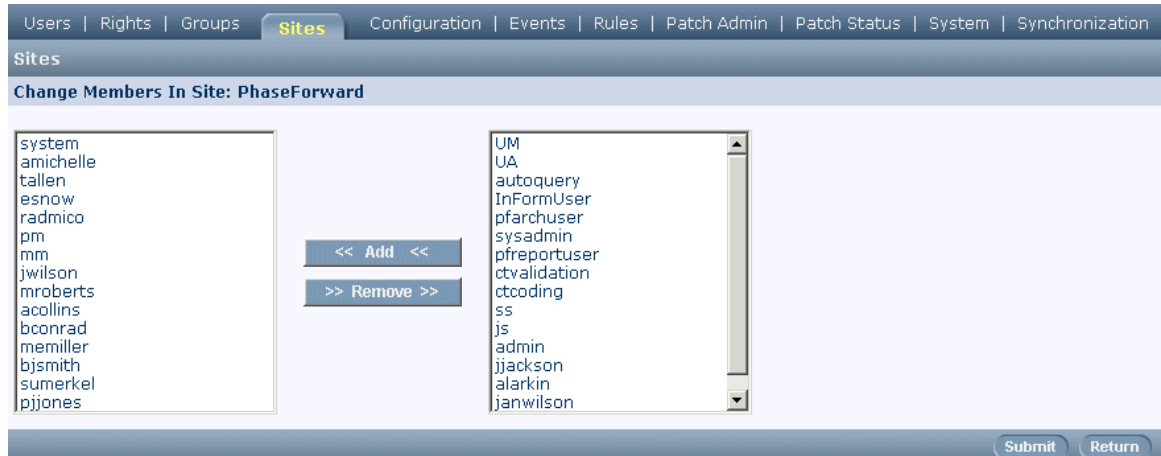 Users | Rights | Groups Sites Configuration | Events | Rules | Patch Admin | Patch Status | System | Synchronization
Sites
Change Members In Site: PhaseForward
system
amichelle
tallen
esnow
radmico
pm
mm
jwilson
mroberts
acollins
bconrad
memiller
bjsmith
sumerkel
pjjones
<< Add <<
>> Remove >>
UM
UA
autoquery
InFormUser
pfarchuser
sysadmin
pfreportuser
ctvalidation
ctcoding
ss
js
admin
jjackson
alarkin
janwilson
Submit Return